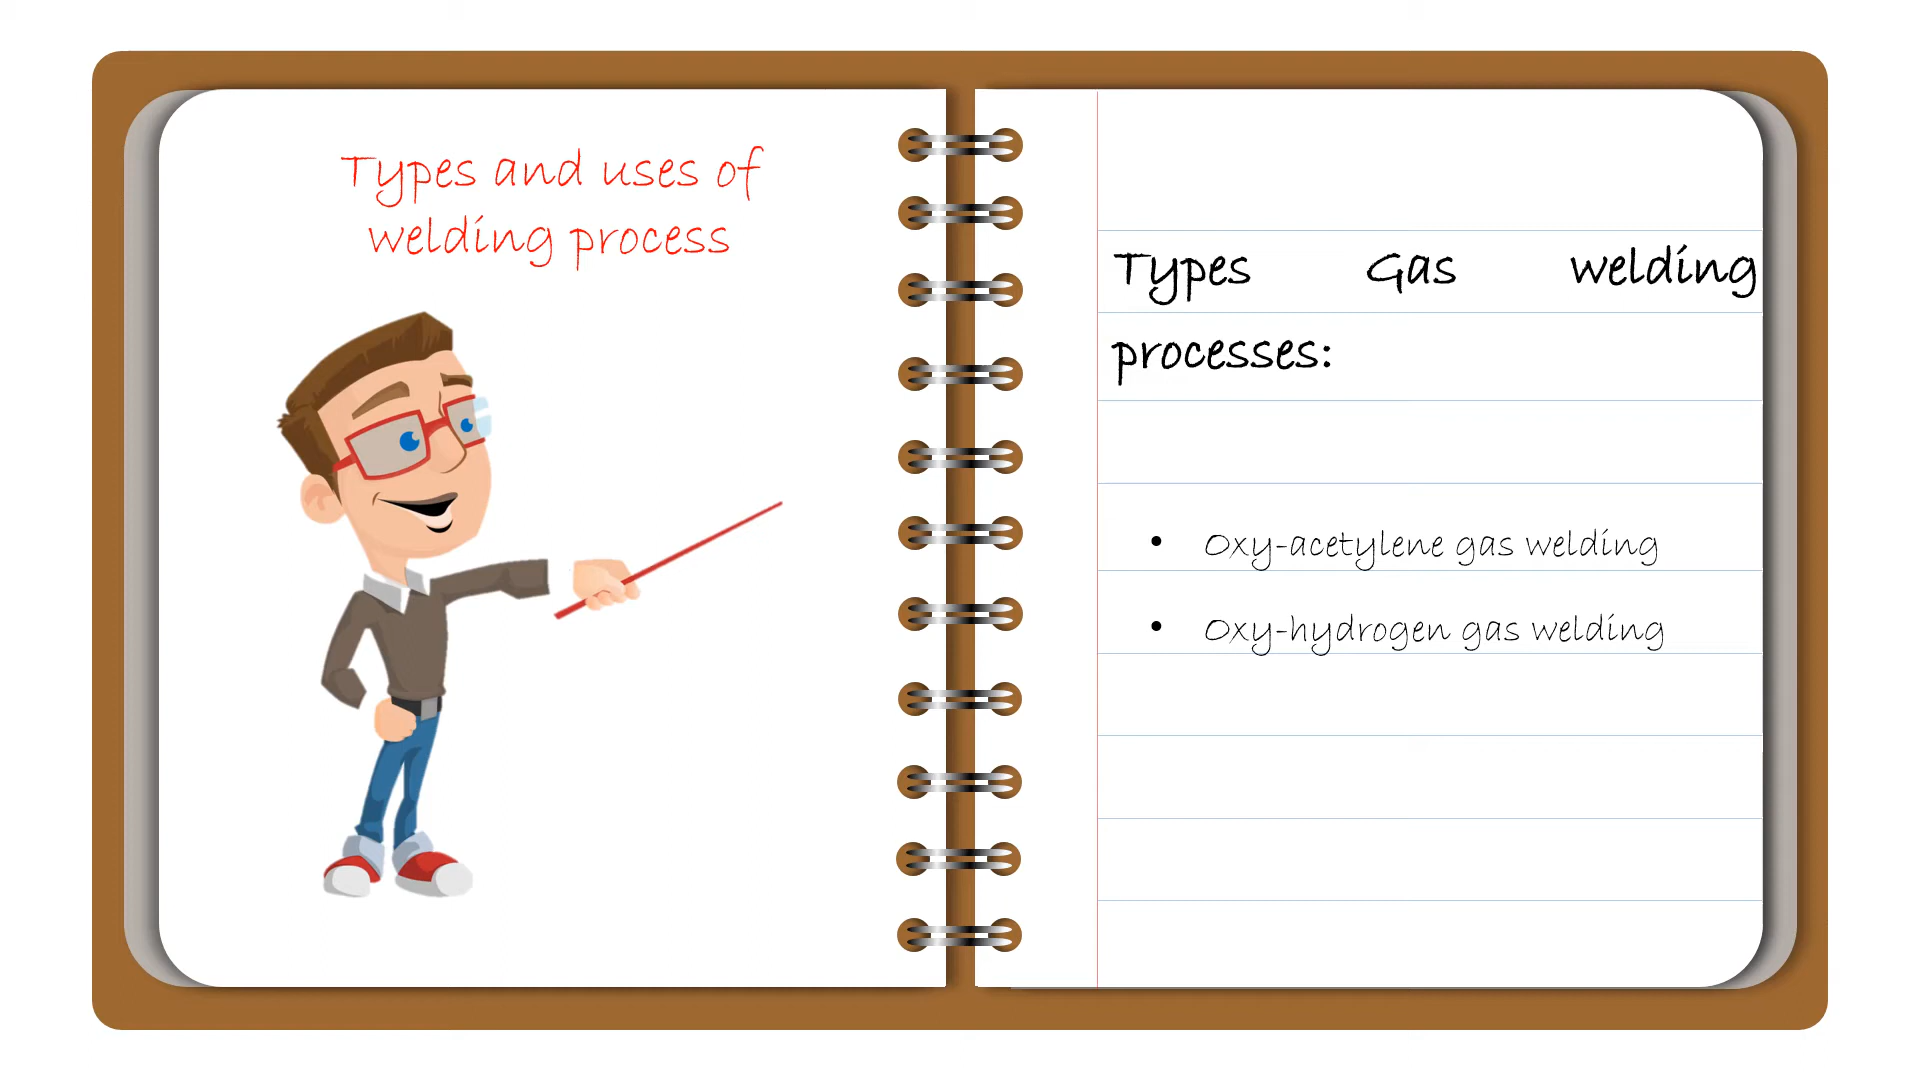 Types and uses of
welding process
Types Gas welding
processes:
• Oxy-acetylene gas welding
• Oxy-hydrogen gas welding